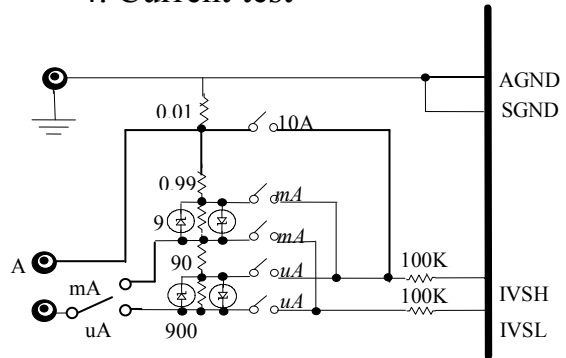 4. Current test
AGND
SGND
0.01
10A
0.99
mA
9
mA
A
90
uA
100K
mA
IVSH
uA
100K
uA
900
IVSL